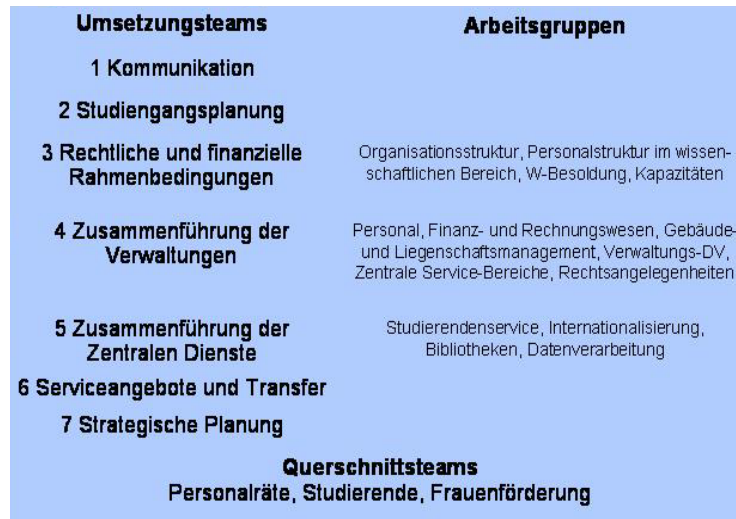 Umsetzungsteams
Arbeitsgruppen
1 Kommunikation
2 Studiengangsplanung
3 Rechtliche und finanzielle
Rahmenbedingungen
Organisationsstruktur, Personalstruktur im wissen-
schaftlichen Bereich, W-Besoldung, Kapazitäten
4 Zusammenführung der
Verwaltungen
Personal, Finanz- und Rechnungswesen, Gebäude-
und Liegenschaftsmanagement, Verwaltungs-DV,
Zentrale Service-Bereiche, Rechtsangelegenheiten
5 Zusammenführung der
Zentralen Dienste
Studierendenservice, Internationalisierung,
Bibliotheken, Datenverarbeitung
6 Serviceangebote und Transfer
7 Strategische Planung
Querschnittsteams
Personalräte, Studierende, Frauenförderung